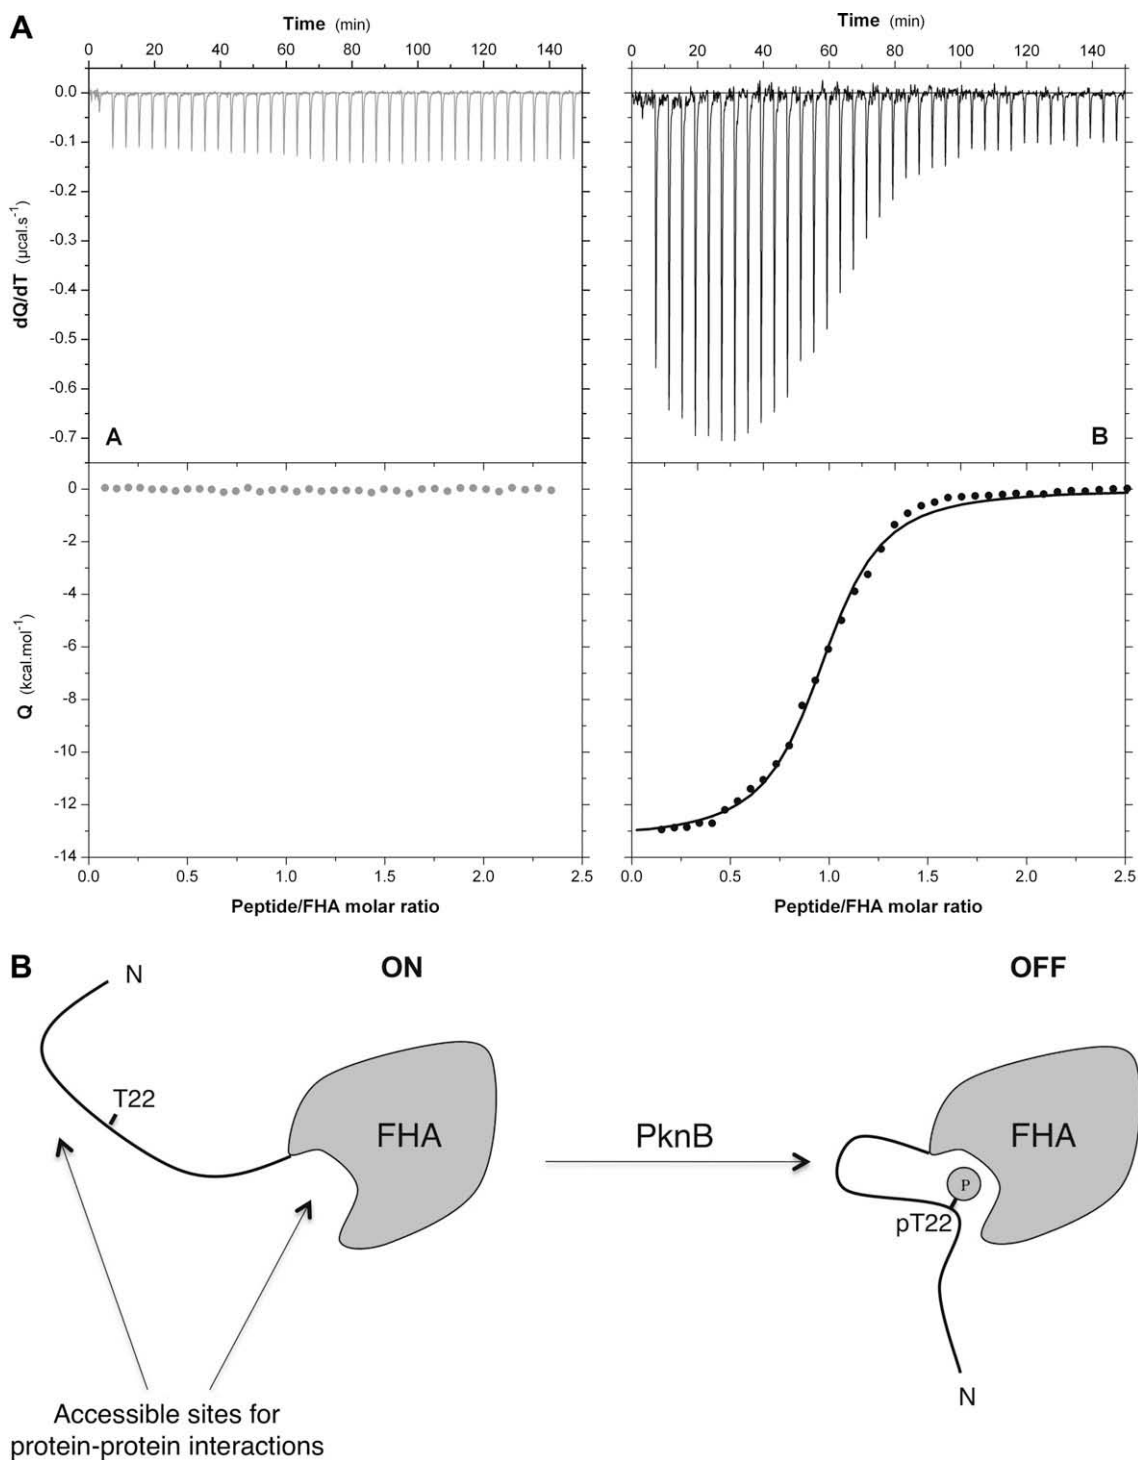 A
Time (min)
0 20 40 60 80 100 120 140
0.0
-0.1
-0.2
-0.3
-0.4
-0.5
-0.6
-0.7
dQ/dT (µcal.s⁻¹)
A
0
-2
-4
-6
-8
-10
-12
-14
Q (kcal.mol⁻¹)
0.0 0.5 1.0 1.5 2.0 2.5
Peptide/FHA molar ratio
Time (min)
0 20 40 60 80 100 120 140
B
0.0 0.5 1.0 1.5 2.0 2.5
Peptide/FHA molar ratio
B
ON
OFF
N
T22
FHA
PknB
FHA
P
pT22
N
Accessible sites for
protein-protein interactions